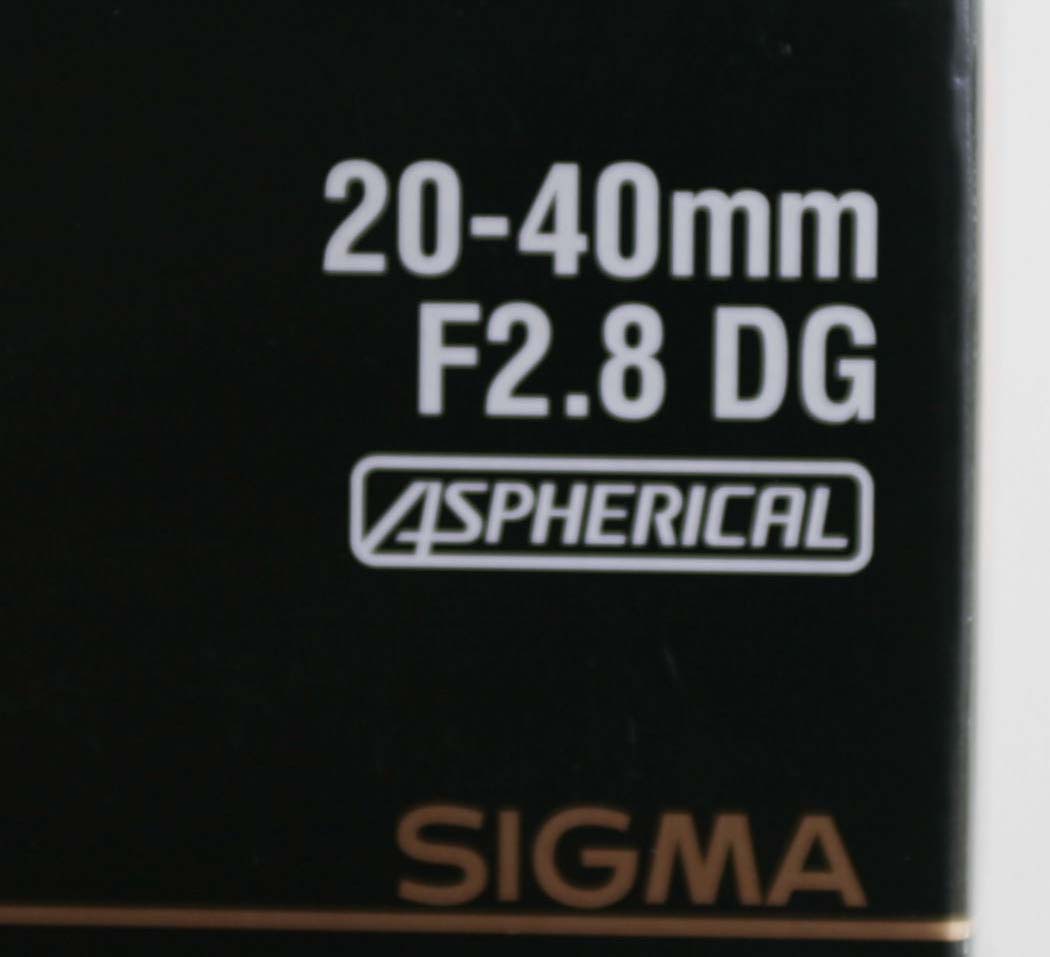 20-40mm
F2.8 DG
ASPHERICAL
SIGMA